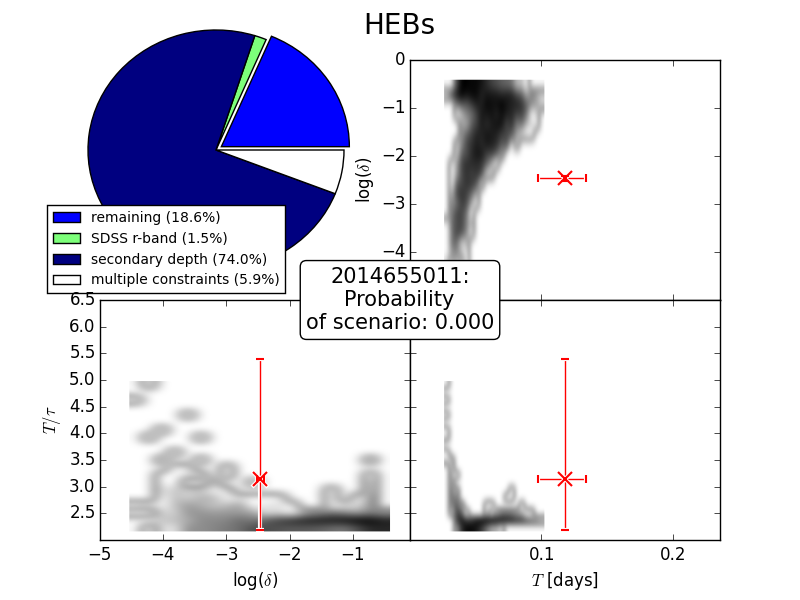 HEBs
remaining (18.6%)
SDSS r-band (1.5%)
secondary depth (74.0%)
multiple constraints (5.9%)
0
−1
−2
−3
−4
log(δ)
2014655011:
Probability
of scenario: 0.000
6.5
6.0
5.5
5.0
4.5
4.0
3.5
3.0
2.5
T/τ
−5
−4
−3
−2
−1
log(δ)
0.1
0.2
T [days]